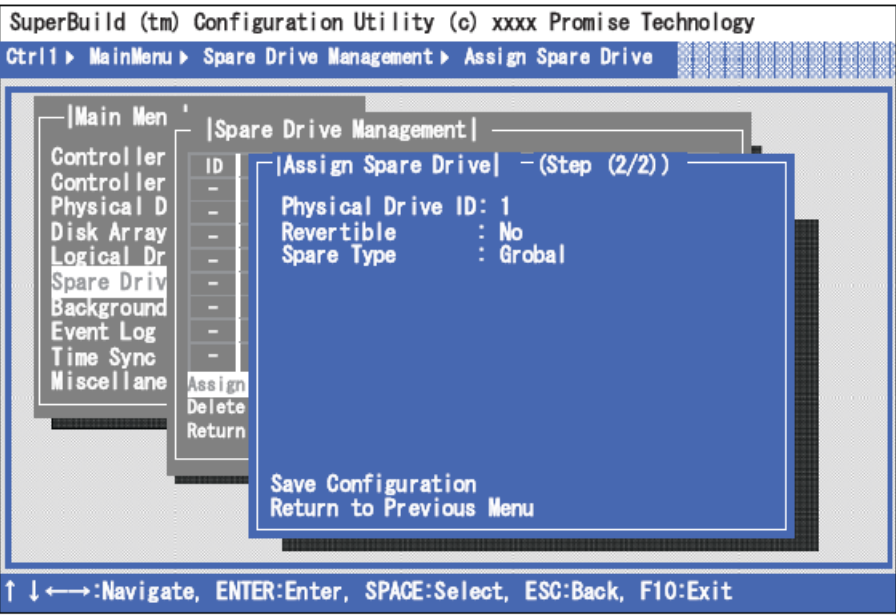 SuperBuild (tm) Configuration Utility (c) xxxx Promise Technology
Ctrl1 ▶ MainMenu ▶ Spare Drive Management ▶ Assign Spare Drive
|Main Men
Controller
Controller
Physical D
Disk Array
Logical Dr
Spare Driv
Background
Event Log
Time Sync
Miscellane
|Spare Drive Management|
ID
-
-
-
-
-
-
-
-
Assign
Delete
Return
|Assign Spare Drive| -(Step (2/2))
Physical Drive ID: 1
Revertible : No
Spare Type : Grobal
Save Configuration
Return to Previous Menu
↑ ↓ ←→:Navigate, ENTER:Enter, SPACE:Select, ESC:Back, F10:Exit